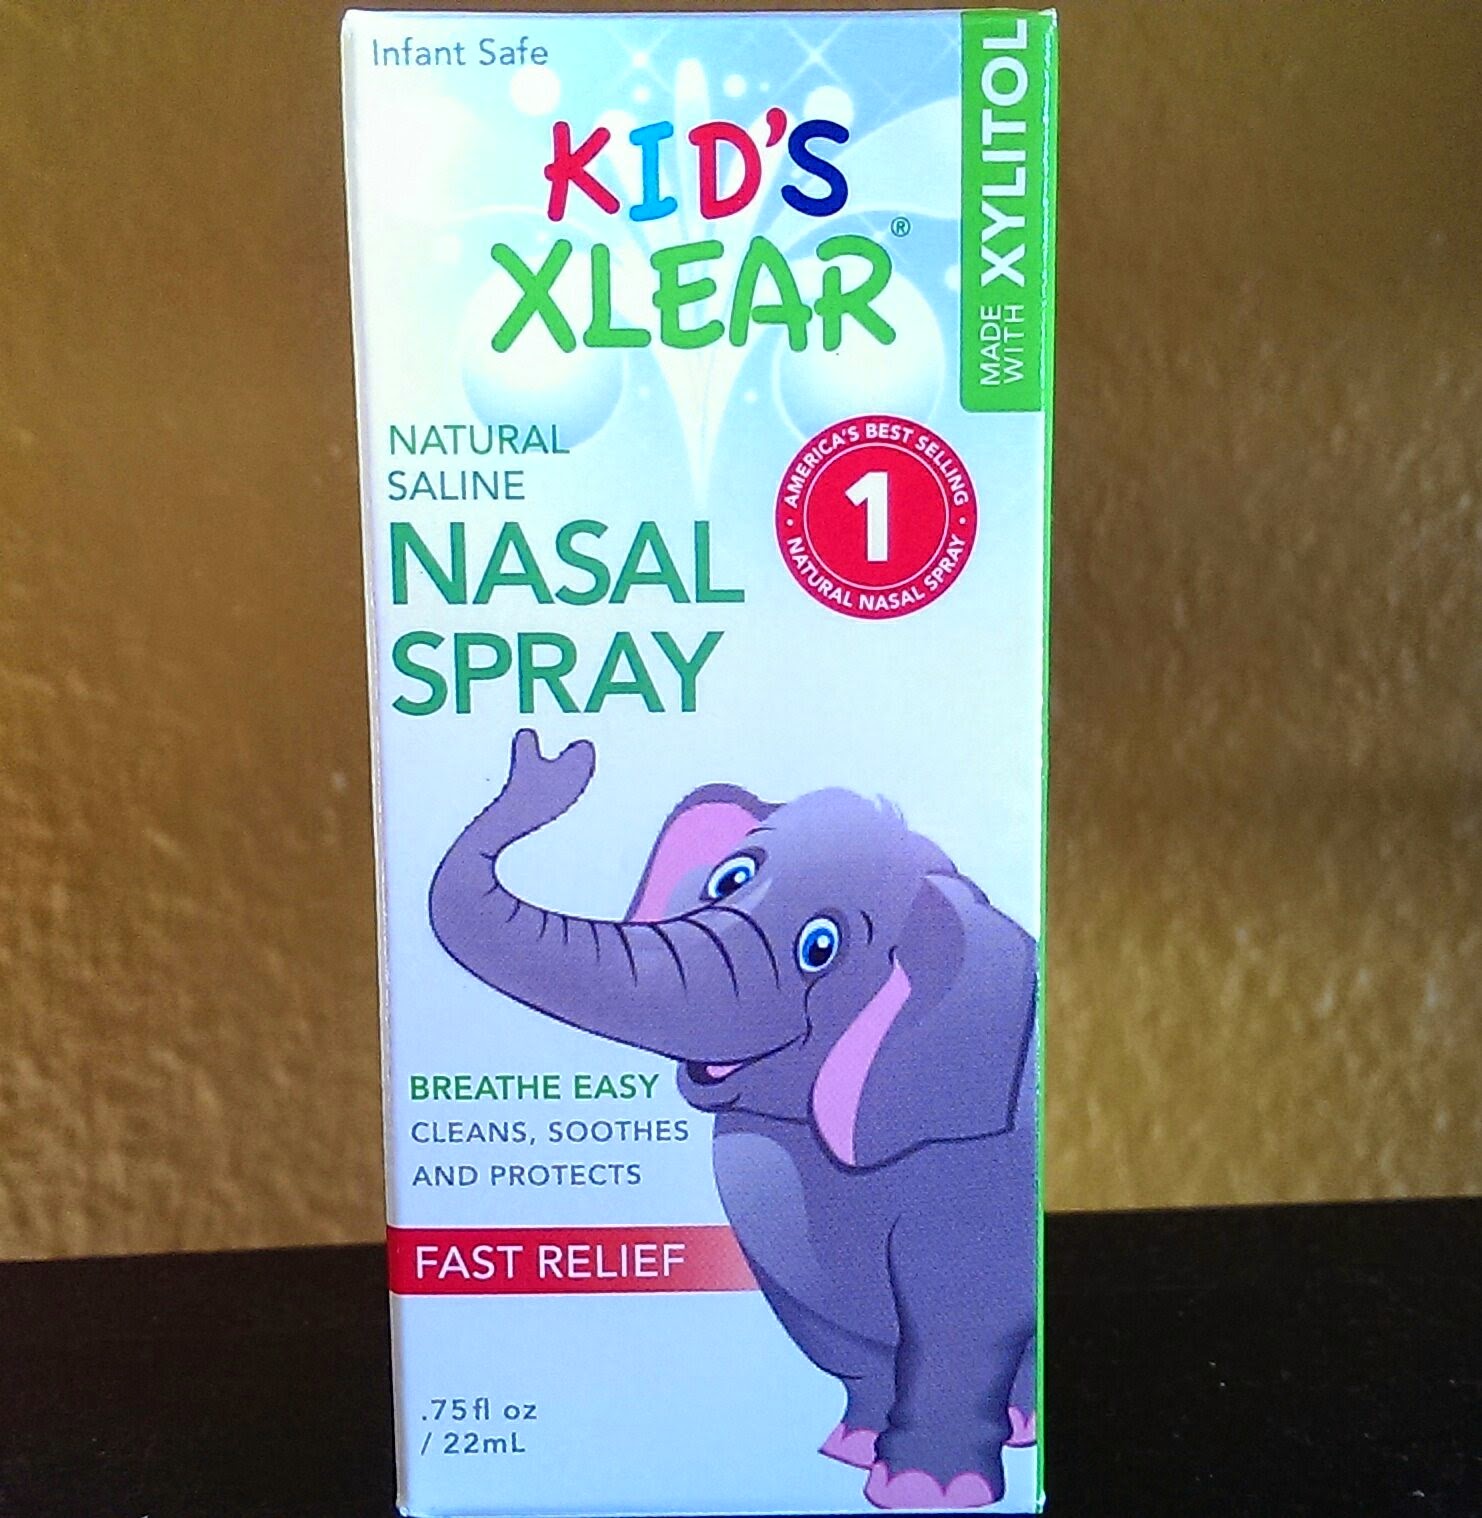 Infant Safe
KID'S
XLEAR®
MADE WITH XYLITOL
NATURAL
SALINE
NASAL
SPRAY
· AMERICA'S BEST SELLING ·
1
NATURAL NASAL SPRAY
BREATHE EASY
CLEANS, SOOTHES
AND PROTECTS
FAST RELIEF
.75fl oz
/ 22mL